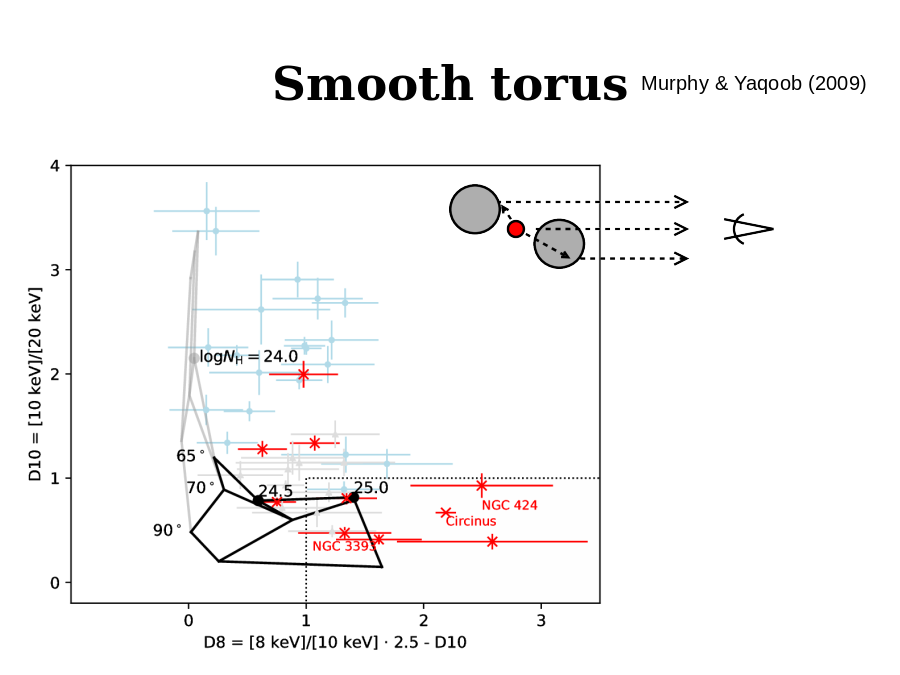 Smooth torus Murphy & Yaqoob (2009)
4
3
2
1
0
D10 = [10 keV]/[20 keV]
logN_H = 24.0
65°
70°
24.5
25.0
90°
NGC 424
Circinus
NGC 3393
0 1 2 3
D8 = [8 keV]/[10 keV] · 2.5 - D10